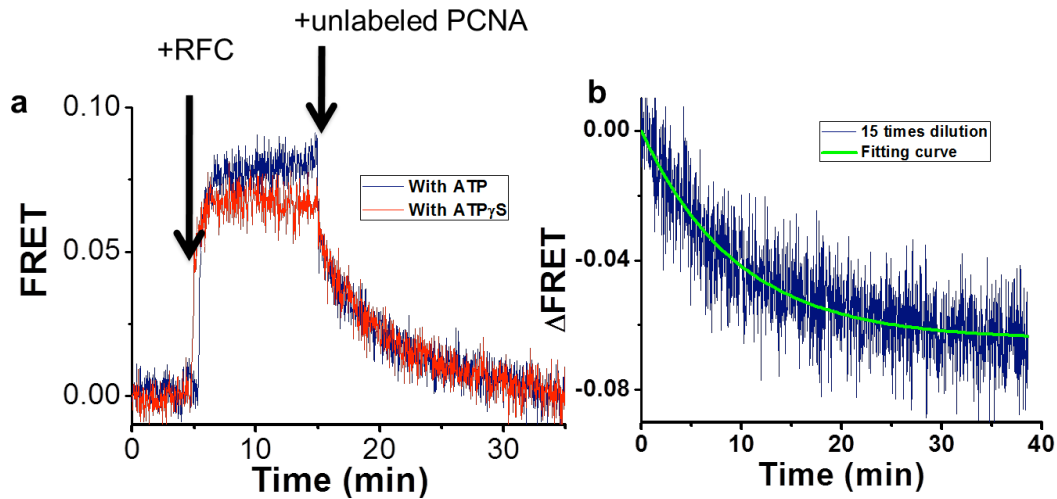 +RFC
+unlabeled PCNA
a
FRET
0.10
0.05
0.00
With ATP
With ATPγS
0
10
20
30
Time (min)
b
ΔFRET
0.00
-0.04
-0.08
15 times dilution
Fitting curve
0
10
20
30
40
Time (min)